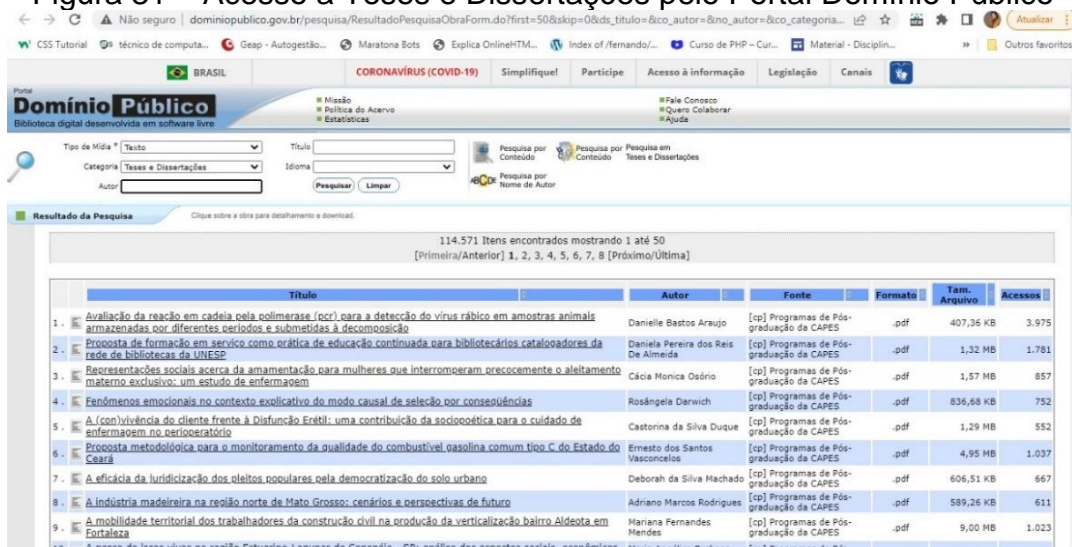 Figura 31 – Acesso a Teses e Dissertações pelo Portal Domínio Público
Não seguro | dominiopublico.gov.br/pesquisa/ResultadoPesquisaObraForm.do?first=50&skip=0&ds_titulo=&co_autor=&no_autor=&co_categoria... Atualizar
CSS Tutorial técnico de computa... Geap - Autogestão... Maratona Bots Explica OnlineHTM... Index of /fernando/... Curso de PHP – Cur... Material - Disciplin... » Outros favoritos
BRASIL CORONAVÍRUS (COVID-19) Simplifique! Participe Acesso à informação Legislação Canais
Portal
Domínio Público
Biblioteca digital desenvolvida em software livre
Missão
Política do Acervo
Estatísticas
Fale Conosco
Quero Colaborar
Ajuda
Tipo de Mídia * Texto Título
Categoria Teses e Dissertações Idioma
Autor Pesquisar Limpar
Pesquisa por Conteúdo
Pesquisa por Conteúdo
Pesquisa em Teses e Dissertações
ABCDE Pesquisa por Nome de Autor
Resultado da Pesquisa Clique sobre a obra para detalhamento e download.
114.571 Itens encontrados mostrando 1 até 50
[Primeira/Anterior] 1, 2, 3, 4, 5, 6, 7, 8 [Próximo/Última]
Título Autor Fonte Formato Tam. Arquivo Acessos
1 . Avaliação da reação em cadeia pela polimerase (pcr) para a detecção do vírus rábico em amostras animais armazenadas por diferentes períodos e submetidas à decomposição Danielle Bastos Araujo [cp] Programas de Pós-graduação da CAPES .pdf 407,36 KB 3.975
2 . Proposta de formação em serviço como prática de educação continuada para bibliotecários catalogadores da rede de bibliotecas da UNESP Daniela Pereira dos Reis De Almeida [cp] Programas de Pós-graduação da CAPES .pdf 1,32 MB 1.781
3 . Representações sociais acerca da amamentação para mulheres que interromperam precocemente o aleitamento materno exclusivo: um estudo de enfermagem Cácia Monica Osório [cp] Programas de Pós-graduação da CAPES .pdf 1,57 MB 857
4 . Fenômenos emocionais no contexto explicativo do modo causal de seleção por conseqüências Rosângela Darwich [cp] Programas de Pós-graduação da CAPES .pdf 836,68 KB 752
5 . A (con)vivência do cliente frente à Disfunção Erétil: uma contribuição da sociopoética para o cuidado de enfermagem no perioperatório Castorina da Silva Duque [cp] Programas de Pós-graduação da CAPES .pdf 1,29 MB 552
6 . Proposta metodológica para o monitoramento da qualidade do combustível gasolina comum tipo C do Estado do Ceará Ernesto dos Santos Vasconcelos [cp] Programas de Pós-graduação da CAPES .pdf 4,95 MB 1.037
7 . A eficácia da juridicização dos pleitos populares pela democratização do solo urbano Deborah da Silva Machado [cp] Programas de Pós-graduação da CAPES .pdf 606,51 KB 667
8 . A indústria madeireira na região norte de Mato Grosso: cenários e perspectivas de futuro Adriano Marcos Rodrigues [cp] Programas de Pós-graduação da CAPES .pdf 589,26 KB 611
9 . A mobilidade territorial dos trabalhadores da construção civil na produção da verticalização bairro Aldeota em Fortaleza Mariana Fernandes Mendes [cp] Programas de Pós-graduação da CAPES .pdf 9,00 MB 1.023